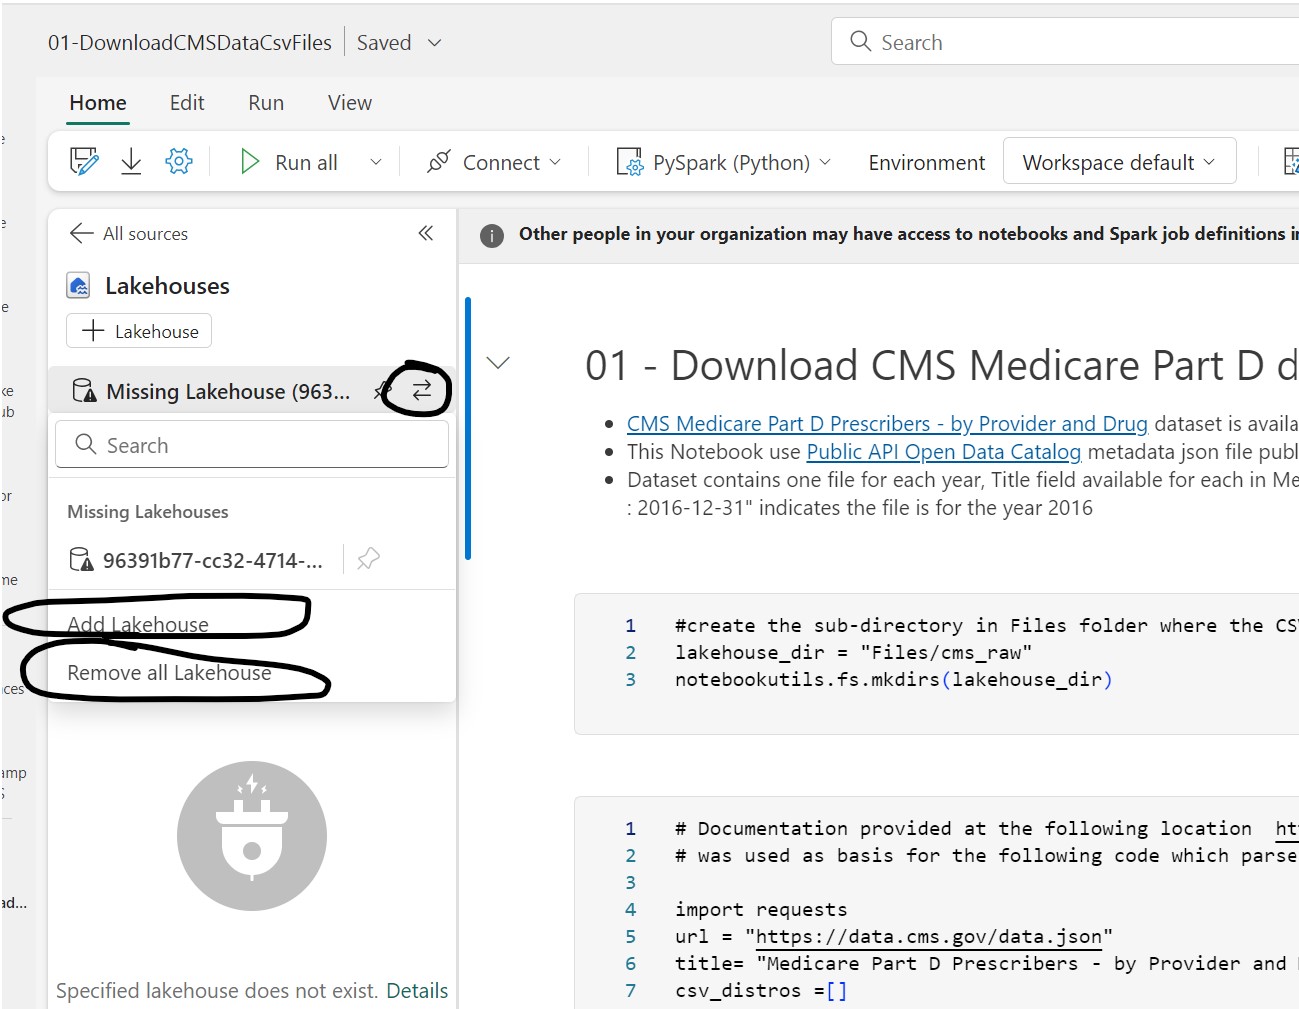 01-DownloadCMSDataCsvFiles Saved Search
Home Edit Run View
Run all Connect PySpark (Python) Environment Workspace default
All sources
Other people in your organization may have access to notebooks and Spark job definitions
Lakehouses
Lakehouse
Missing Lakehouse (963...
Search
Missing Lakehouses
96391b77-cc32-4714-...
Add Lakehouse
Remove all Lakehouse
Specified lakehouse does not exist. Details
01 - Download CMS Medicare Part D d
CMS Medicare Part D Prescribers - by Provider and Drug dataset is availa
This Notebook use Public API Open Data Catalog metadata json file publ
Dataset contains one file for each year, Title field available for each in Me
: 2016-12-31" indicates the file is for the year 2016
1 #create the sub-directory in Files folder where the CS
2 lakehouse_dir = "Files/cms_raw"
3 notebookutils.fs.mkdirs(lakehouse_dir)
1 # Documentation provided at the following location ht
2 # was used as basis for the following code which parse
3
4 import requests
5 url = "https://data.cms.gov/data.json"
6 title= "Medicare Part D Prescribers - by Provider and
7 csv_distros =[]